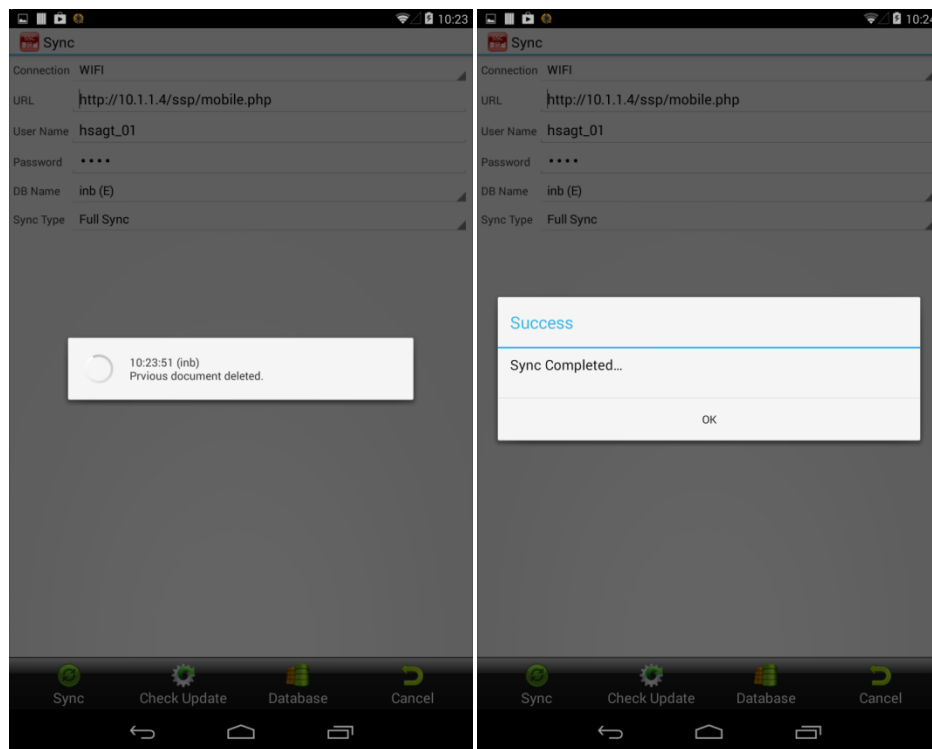 10:23
Sync
Connection WIFI
URL http://10.1.1.4/ssp/mobile.php
User Name hsagt_01
Password ••••
DB Name inb (E)
Sync Type Full Sync
10:23:51 (inb)
Prvious document deleted.
Sync Check Update Database Cancel
10:24
Sync
Connection WIFI
URL http://10.1.1.4/ssp/mobile.php
User Name hsagt_01
Password ••••
DB Name inb (E)
Sync Type Full Sync
Success
Sync Completed...
OK
Sync Check Update Database Cancel